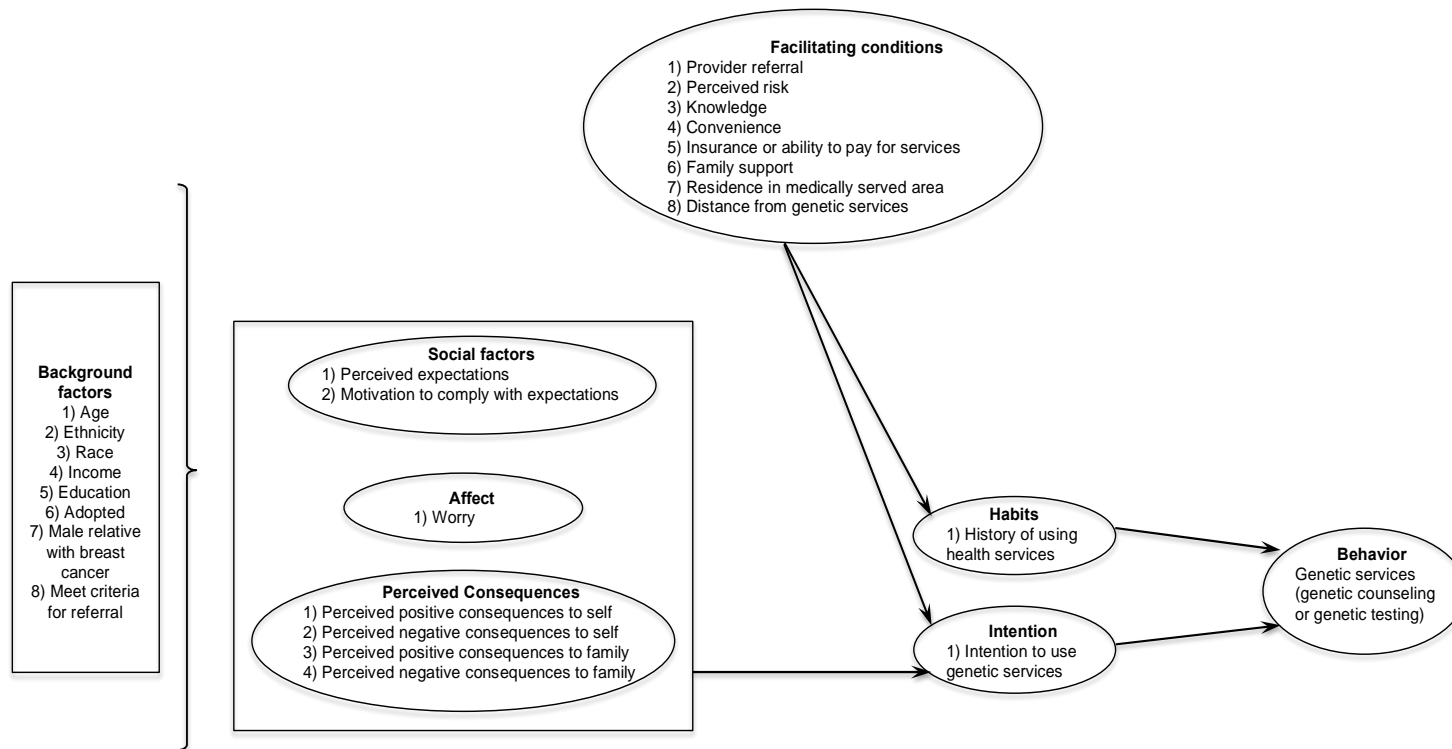 Facilitating conditions
1) Provider referral
2) Perceived risk
3) Knowledge
4) Convenience
5) Insurance or ability to pay for services
6) Family support
7) Residence in medically served area
8) Distance from genetic services
Background
factors
1) Age
2) Ethnicity
3) Race
4) Income
5) Education
6) Adopted
7) Male relative
with breast
cancer
8) Meet criteria
for referral
Social factors
1) Perceived expectations
2) Motivation to comply with expectations
Affect
1) Worry
Perceived Consequences
1) Perceived positive consequences to self
2) Perceived negative consequences to self
3) Perceived positive consequences to family
4) Perceived negative consequences to family
Habits
1) History of using
health services
Intention
1) Intention to use
genetic services
Behavior
Genetic services
(genetic counseling
or genetic testing)